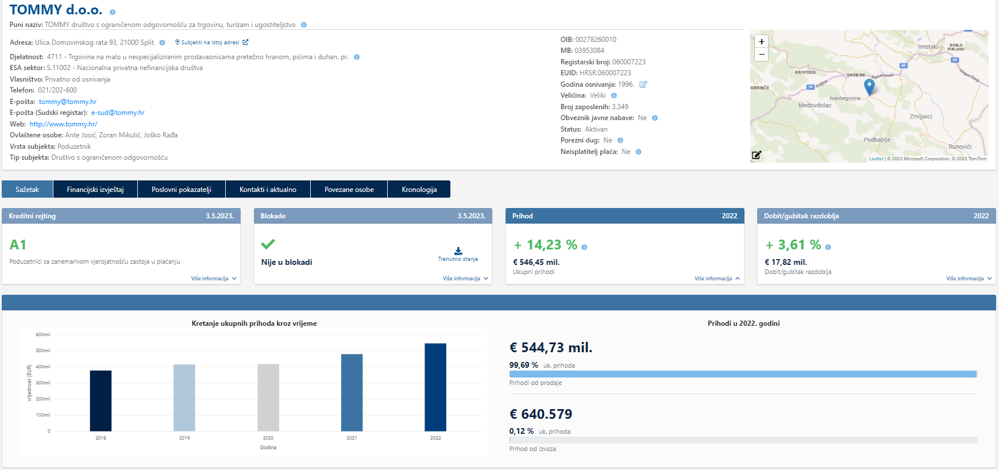 TOMMY d.o.o.
Puni naziv: TOMMY društvo s ograničenom odgovornošću za trgovinu, turizam i ugostiteljstvo
Adresa: Ulica Domovinskog rata 93, 21000 Split
Subjekti na istoj adresi
Djelatnost: 4711 - Trgovina na malo u nespecijaliziranim prodavaonicama pretežno hranom, pićima i duhan. pr.
ESA sektor: S.11002 - Nacionalna privatna nefinancijska društva
Vlasništvo: Privatno od osnivanja
Telefon: 021/202-600
E-pošta: tommy@tommy.hr
E-pošta (Sudski registar): e-sud@tommy.hr
Web: http://www.tommy.hr/
Ovlaštene osobe: Ante Josić, Zoran Mikulić, Joško Rađa
Vrsta subjekta: Poduzetnik
Tip subjekta: Društvo s ograničenom odgovornošću
OIB: 00278260010
MB: 03953084
Registarski broj: 060007223
EUID: HRSR.060007223
Godina osnivanja: 1996.
Veličina: Veliki
Broj zaposlenih: 3.349
Obveznik javne nabave: Ne
Status: Aktivan
Porezni dug: Ne
Neisplatitelj plaća: Ne
+
−
Imotski
DONJI
VINJANI
60
60
KRIVODOL
GRUBINE
Kamenmost
Vinjani Donji
OBRINČE
76
Poljica
Ivanbegovina
Medovdolac
Zmijavci
Podbablje
Runovići
Leaflet | © 2023 Microsoft Corporation, © 2023 TomTom
Sažetak
Financijski izvještaj
Poslovni pokazatelji
Kontakti i aktualno
Povezane osobe
Kronologija
Kreditni rejting 3.5.2023.
A1
Poduzetnici sa zanemarivom vjerojatnošću zastoja u plaćanju
Više informacija
Blokade 3.5.2023.
Nije u blokadi
Trenutno stanje
Više informacija
Prihod 2022
+ 14,23 %
€ 546,45 mil.
Ukupni prihodi
Više informacija
Dobit/gubitak razdoblja 2022
+ 3,61 %
€ 17,82 mil.
Dobit/gubitak razdoblja
Više informacija
Kretanje ukupnih prihoda kroz vrijeme
vrijednost (EUR)
600mil
500mil
400mil
300mil
200mil
100mil
0
2018 2019 2020 2021 2022
Godina
Prihodi u 2022. godini
€ 544,73 mil.
99,69 % uk. prihoda
Prihodi od prodaje
€ 640.579
0,12 % uk. prihoda
Prihod od izvoza